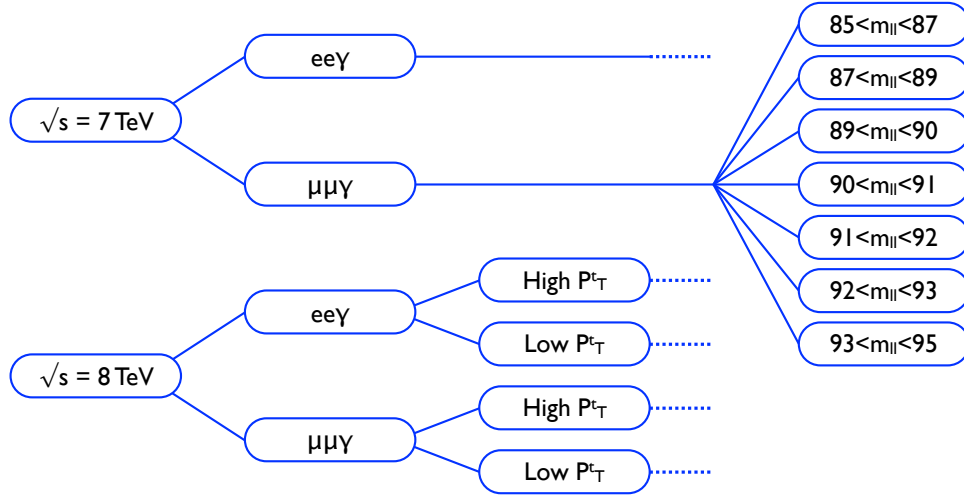 √s = 7 TeV
eeγ
μμγ
85<m_ll<87
87<m_ll<89
89<m_ll<90
90<m_ll<91
91<m_ll<92
92<m_ll<93
93<m_ll<95
√s = 8 TeV
eeγ
High Pᵗ_T
Low Pᵗ_T
μμγ
High Pᵗ_T
Low Pᵗ_T